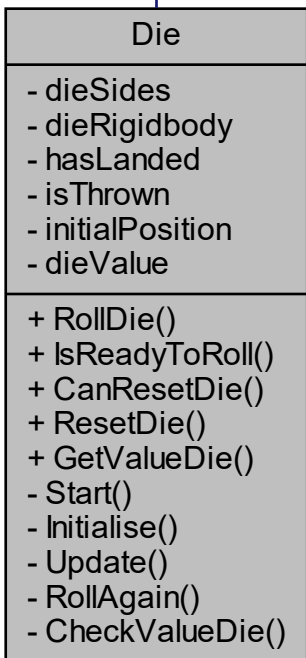 Die
- dieSides
- dieRigidbody
- hasLanded
- isThrown
- initialPosition
- dieValue
+ RollDie()
+ IsReadyToRoll()
+ CanResetDie()
+ ResetDie()
+ GetValueDie()
- Start()
- Initialise()
- Update()
- RollAgain()
- CheckValueDie()